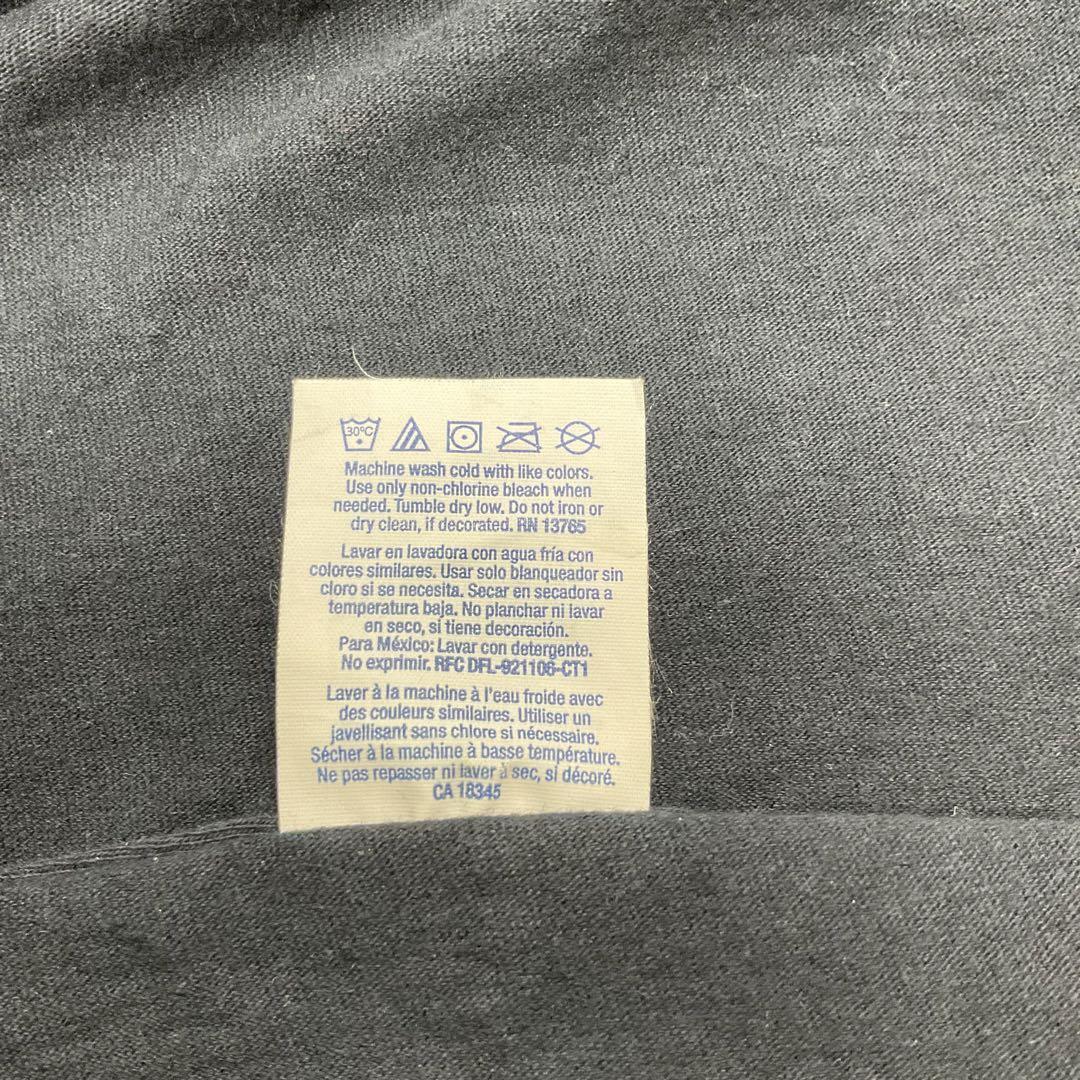 30°C
Machine wash cold with like colors.
Use only non-chlorine bleach when
needed. Tumble dry low. Do not iron or
dry clean, if decorated. RN 13765
Lavar en lavadora con agua fría con
colores similares. Usar solo blanqueador sin
cloro si se necesita. Secar en secadora a
temperatura baja. No planchar ni lavar
en seco, si tiene decoración.
Para México: Lavar con detergente.
No exprimir. RFC DFL-921106-CT1
Laver à la machine à l'eau froide avec
des couleurs similaires. Utiliser un
javellisant sans chlore si nécessaire.
Sécher à la machine à basse température.
Ne pas repasser ni laver à sec, si décoré.
CA 18345